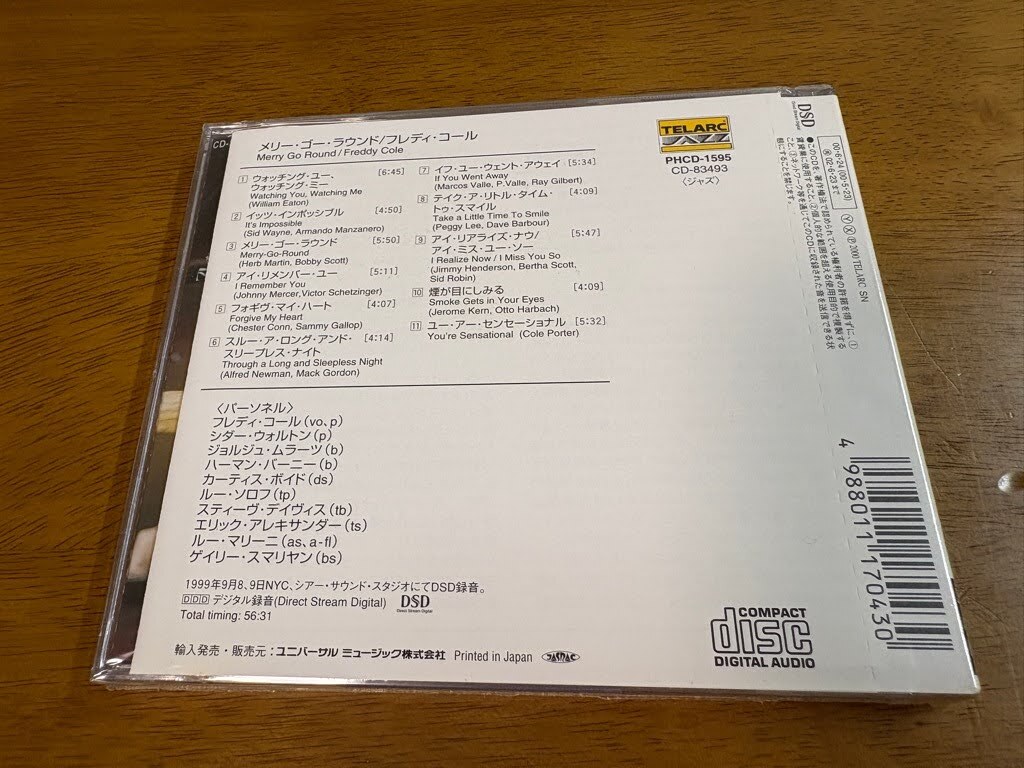 メリー・ゴー・ラウンド/フレディ・コール
Merry Go Round / Freddy Cole
1 ウォッチング・ユー、 [6:45]
ウォッチング・ミー
Watching You, Watching Me
(William Eaton)
2 イッツ・インポッシブル [4:50]
It's Impossible
(Sid Wayne, Armando Manzanero)
3 メリー・ゴー・ラウンド [5:50]
Merry-Go-Round
(Herb Martin, Bobby Scott)
4 アイ・リメンバー・ユー [5:11]
I Remember You
(Johnny Mercer, Victor Schetzinger)
5 フォギヴ・マイ・ハート [4:07]
Forgive My Heart
(Chester Conn, Sammy Gallop)
6 スルー・ア・ロング・アンド・ [4:14]
スリープレス・ナイト
Through a Long and Sleepless Night
(Alfred Newman, Mack Gordon)
7 イフ・ユー・ウェント・アウェイ [5:34]
If You Went Away
(Marcos Valle, P.Valle, Ray Gilbert)
8 テイク・ア・リトル・タイム・ [4:09]
トゥ・スマイル
Take a Little Time To Smile
(Peggy Lee, Dave Barbour)
9 アイ・リアライズ・ナウ/ [5:47]
アイ・ミス・ユー・ソー
I Realize Now / I Miss You So
(Jimmy Henderson, Bertha Scott,
Sid Robin)
10 煙が目にしみる [4:09]
Smoke Gets in Your Eyes
(Jerome Kern, Otto Harbach)
11 ユー・アー・センセーショナル [5:32]
You're Sensational (Cole Porter)
〈パーソネル〉
フレディ・コール(vo, p)
シダー・ウォルトン(p)
ジョルジュ・ムラーツ(b)
ハーマン・バーニー(b)
カーティス・ボイド(ds)
ルー・ソロフ(tp)
スティーヴ・デイヴィス(tb)
エリック・アレキサンダー(ts)
ルー・マリーニ(as, a-fl)
ゲイリー・スマリヤン(bs)
1999年9月8、9日NYC、シアー・サウンド・スタジオにてDSD録音。
DDD デジタル録音(Direct Stream Digital) DSD
Direct Stream Digital
Total timing: 56:31
輸入発売・販売元:ユニバーサル ミュージック株式会社 Printed in Japan JASRAC
TELARC
JAZZ
PHCD-1595
CD-83493
〈ジャズ〉
COMPACT
disc
DIGITAL AUDIO
DSD
Direct Stream Digital
00・6・24 (00・5・23)
02・6・23まで
Ⓨ Ⓧ Ⓟ2000 TELARC SN
4 988011 170430
CD-